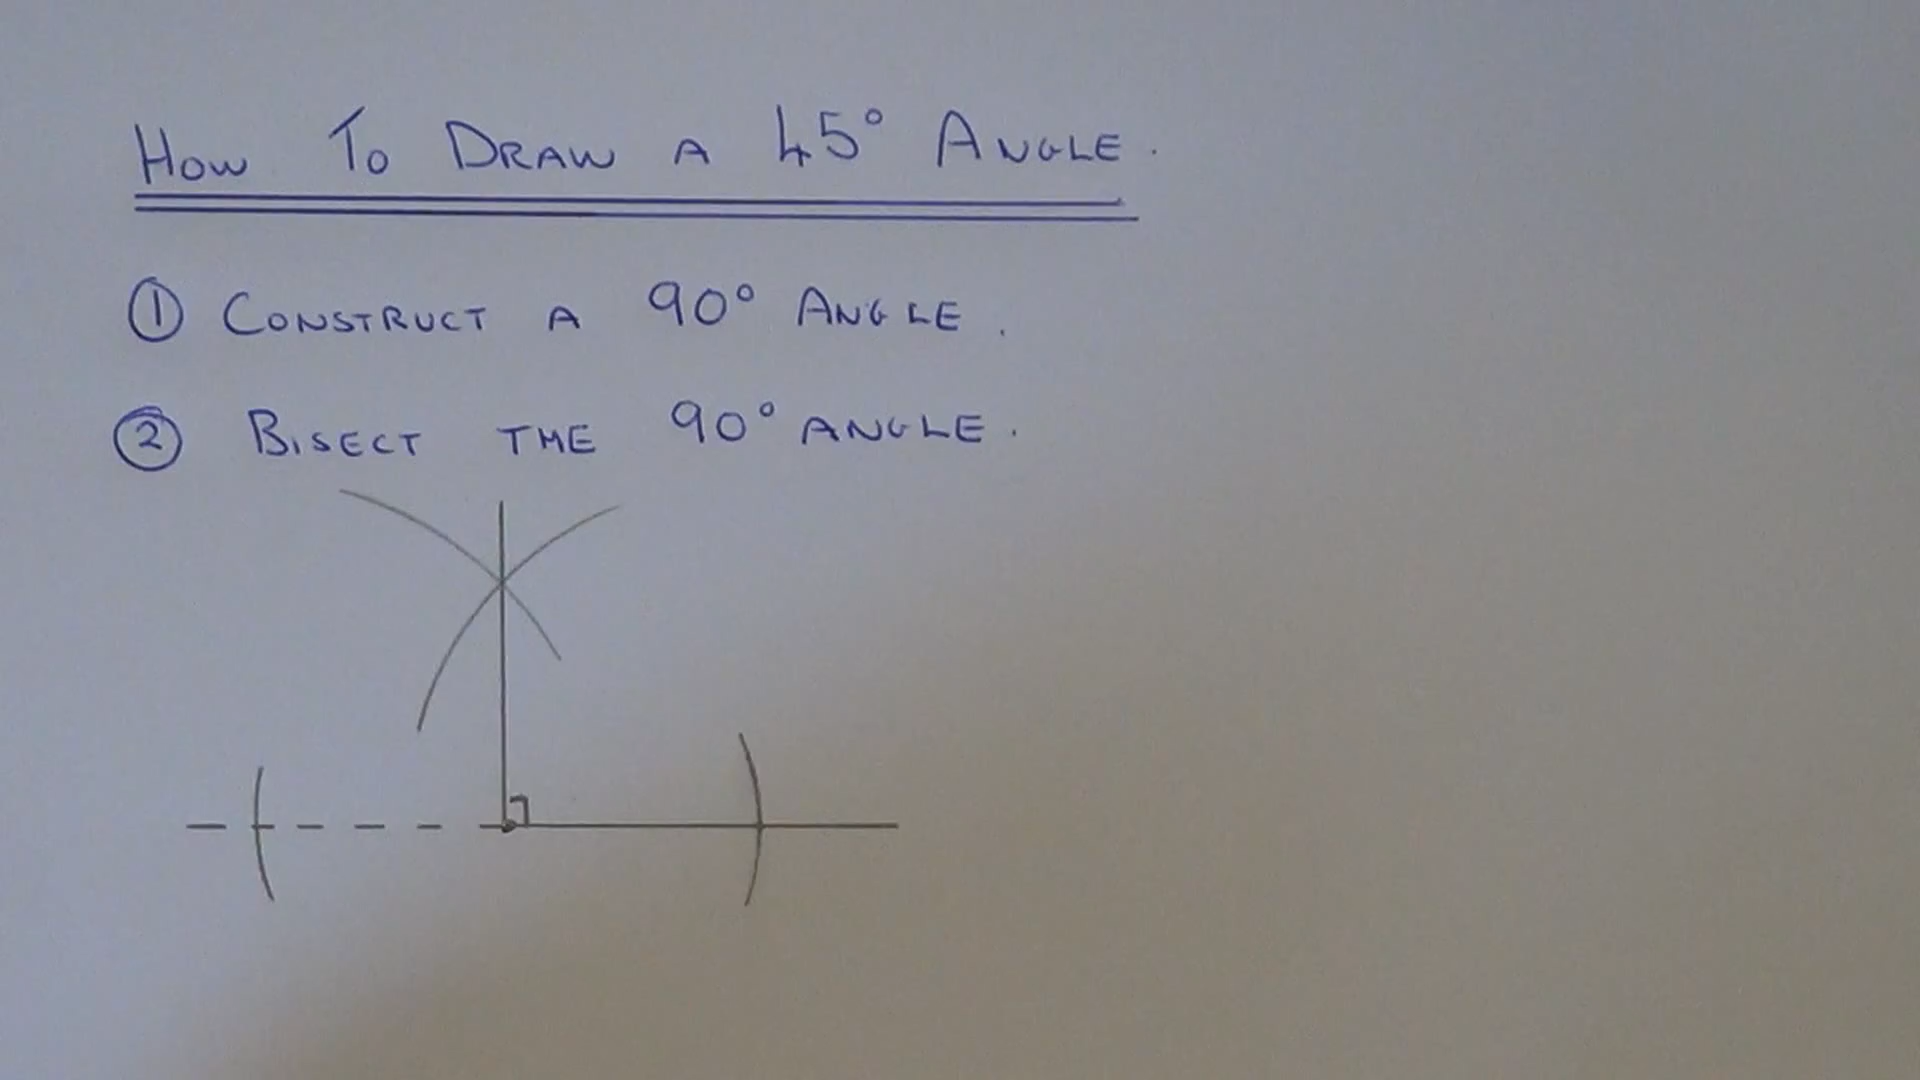 HOW TO DRAW A 45° ANGLE.
① CONSTRUCT A 90° ANGLE.
② BISECT THE 90° ANGLE.